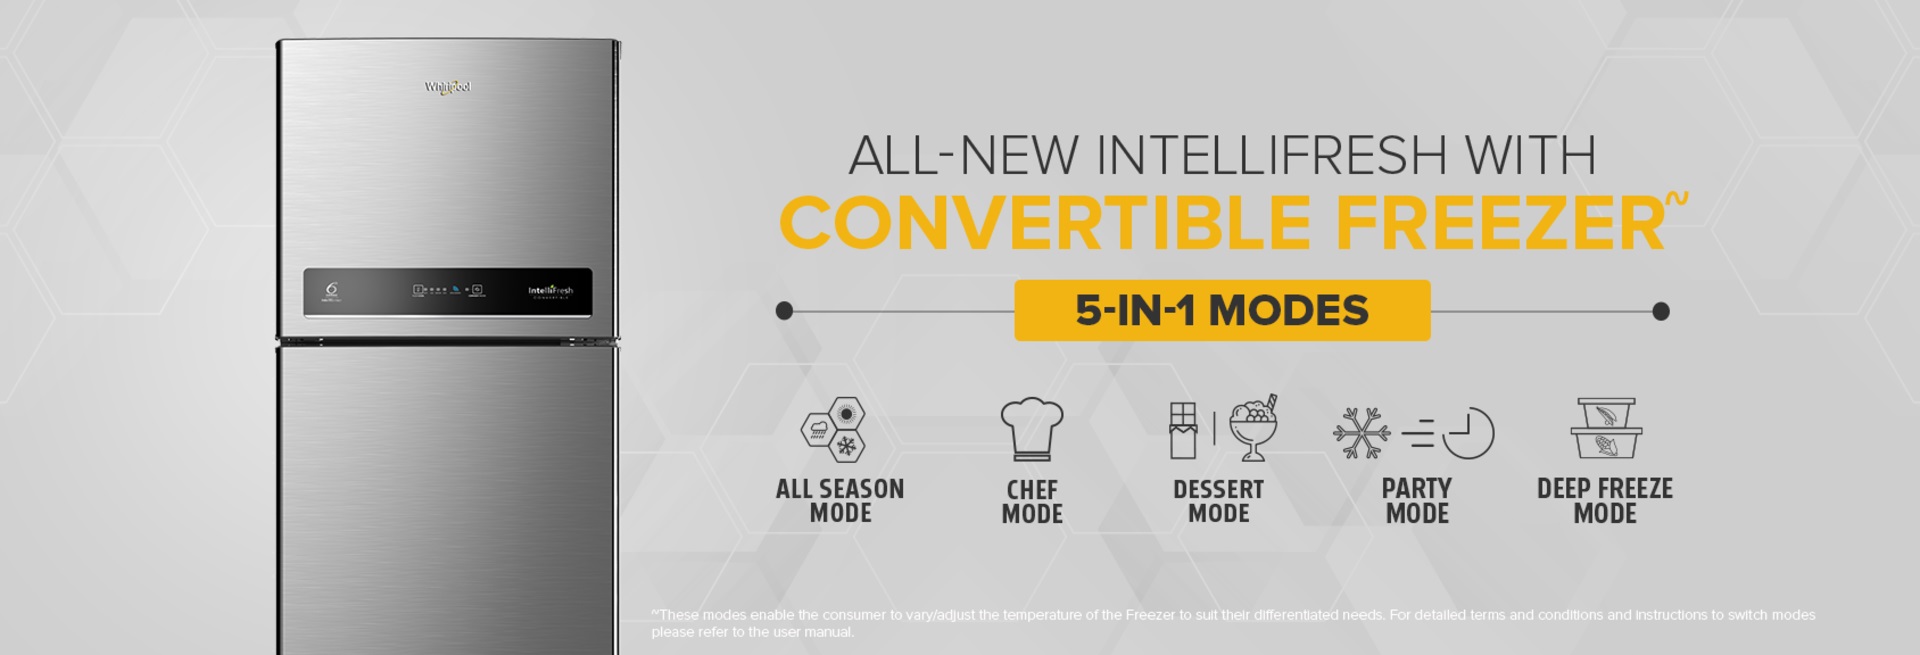 Whirlpool
6
IntelliFresh
CONVERTIBLE
ALL-NEW INTELLIFRESH WITH
CONVERTIBLE FREEZER~
5-IN-1 MODES
ALL SEASON
MODE
CHEF
MODE
DESSERT
MODE
PARTY
MODE
DEEP FREEZE
MODE
~These modes enable the consumer to vary/adjust the temperature of the Freezer to suit their differentiated needs. For detailed terms and conditions and instructions to switch modes
please refer to the user manual.